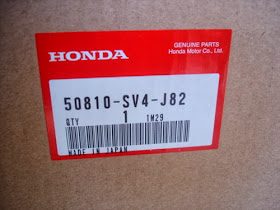 HONDA
GENUINE PARTS
Honda Motor Co., Ltd.
50810-SV4-J82
QTY 1 1M29
MADE IN JAPAN